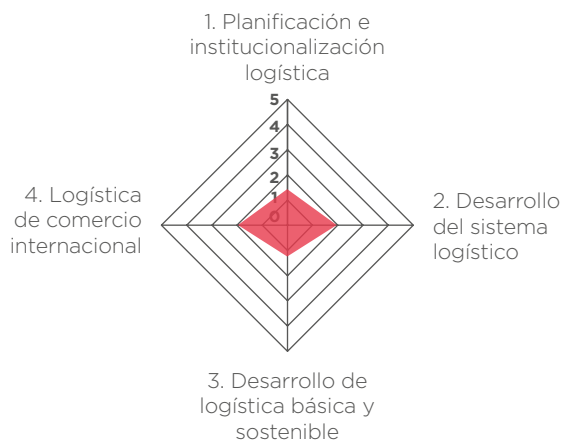 1. Planificación e
institucionalización
logística
5
4
3
2
1
0
4. Logística
de comercio
internacional
2. Desarrollo
del sistema
logístico
3. Desarrollo de
logística básica y
sostenible